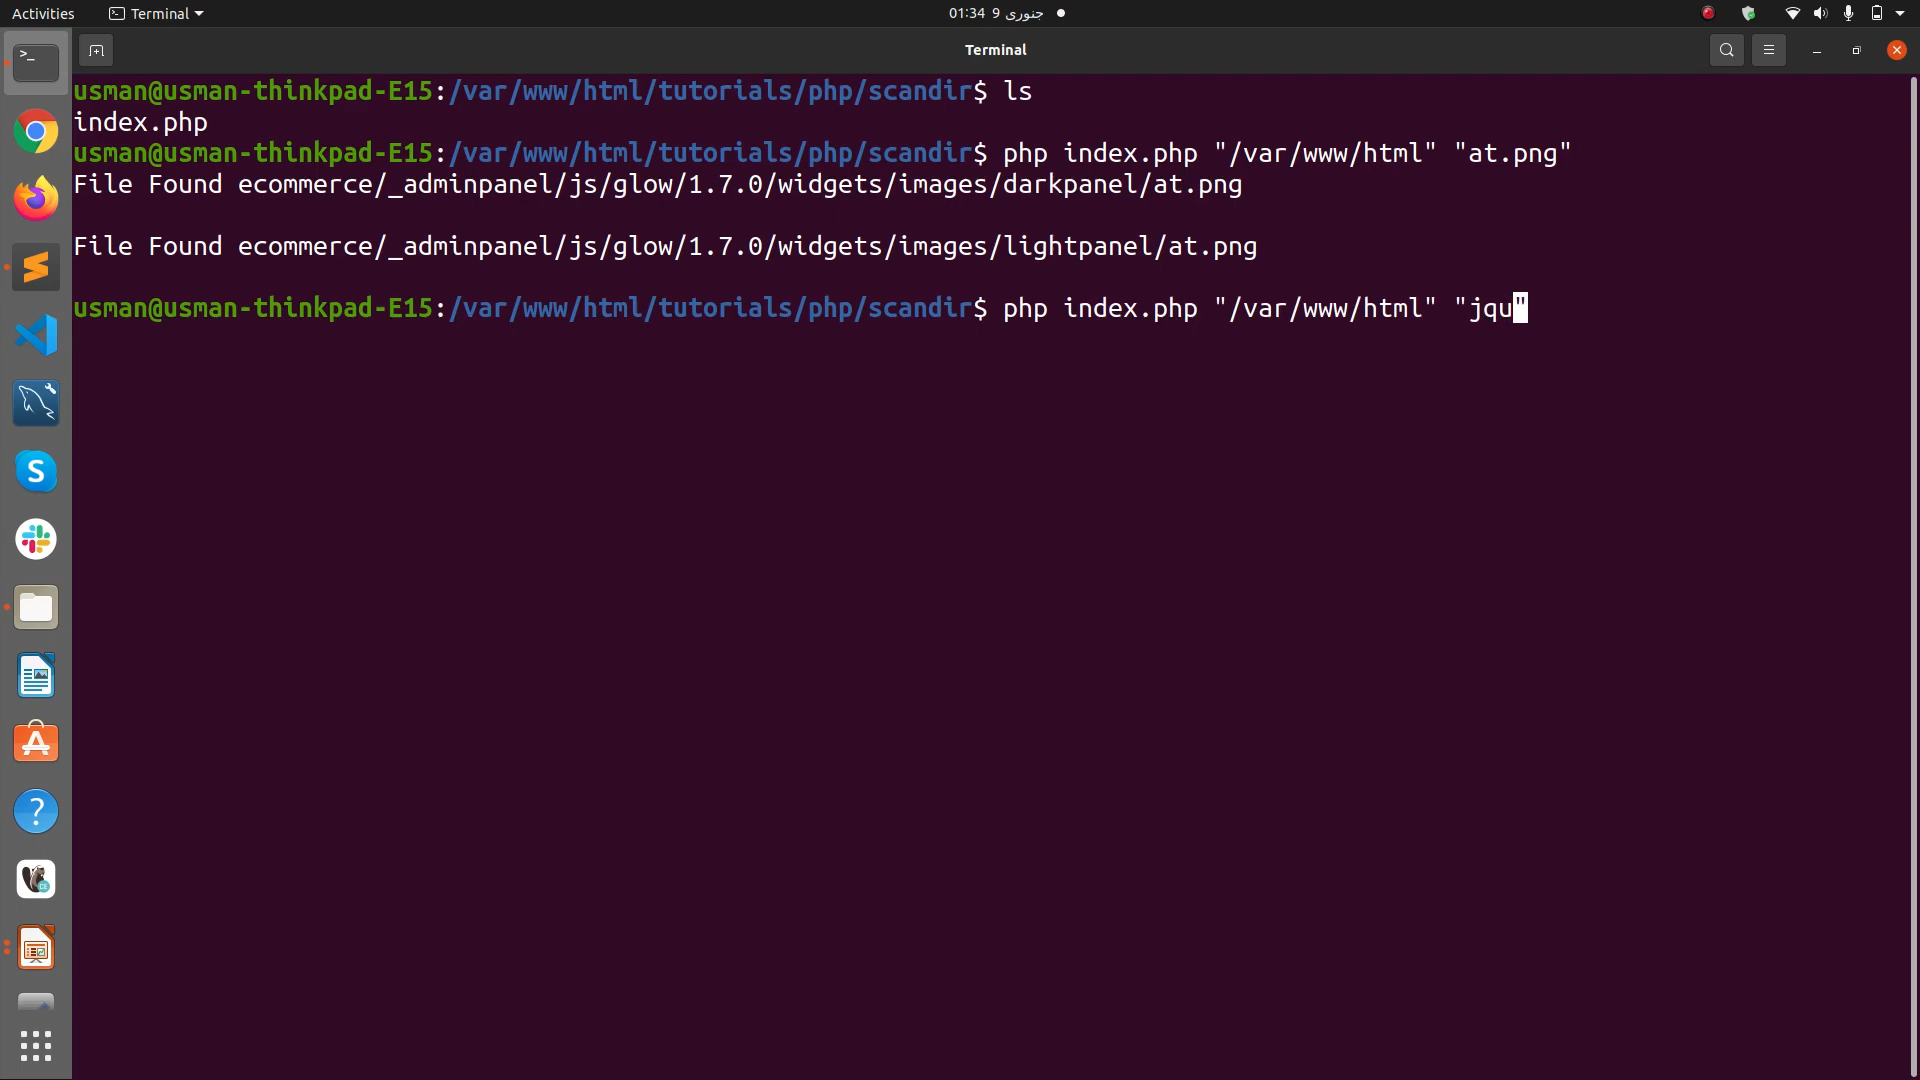 Activities
Terminal
01:34 9 جنوری
Terminal
usman@usman-thinkpad-E15:/var/www/html/tutorials/php/scandir$ ls
index.php
usman@usman-thinkpad-E15:/var/www/html/tutorials/php/scandir$ php index.php "/var/www/html" "at.png"
File Found ecommerce/_adminpanel/js/glow/1.7.0/widgets/images/darkpanel/at.png
File Found ecommerce/_adminpanel/js/glow/1.7.0/widgets/images/lightpanel/at.png
usman@usman-thinkpad-E15:/var/www/html/tutorials/php/scandir$ php index.php "/var/www/html" "jqu"